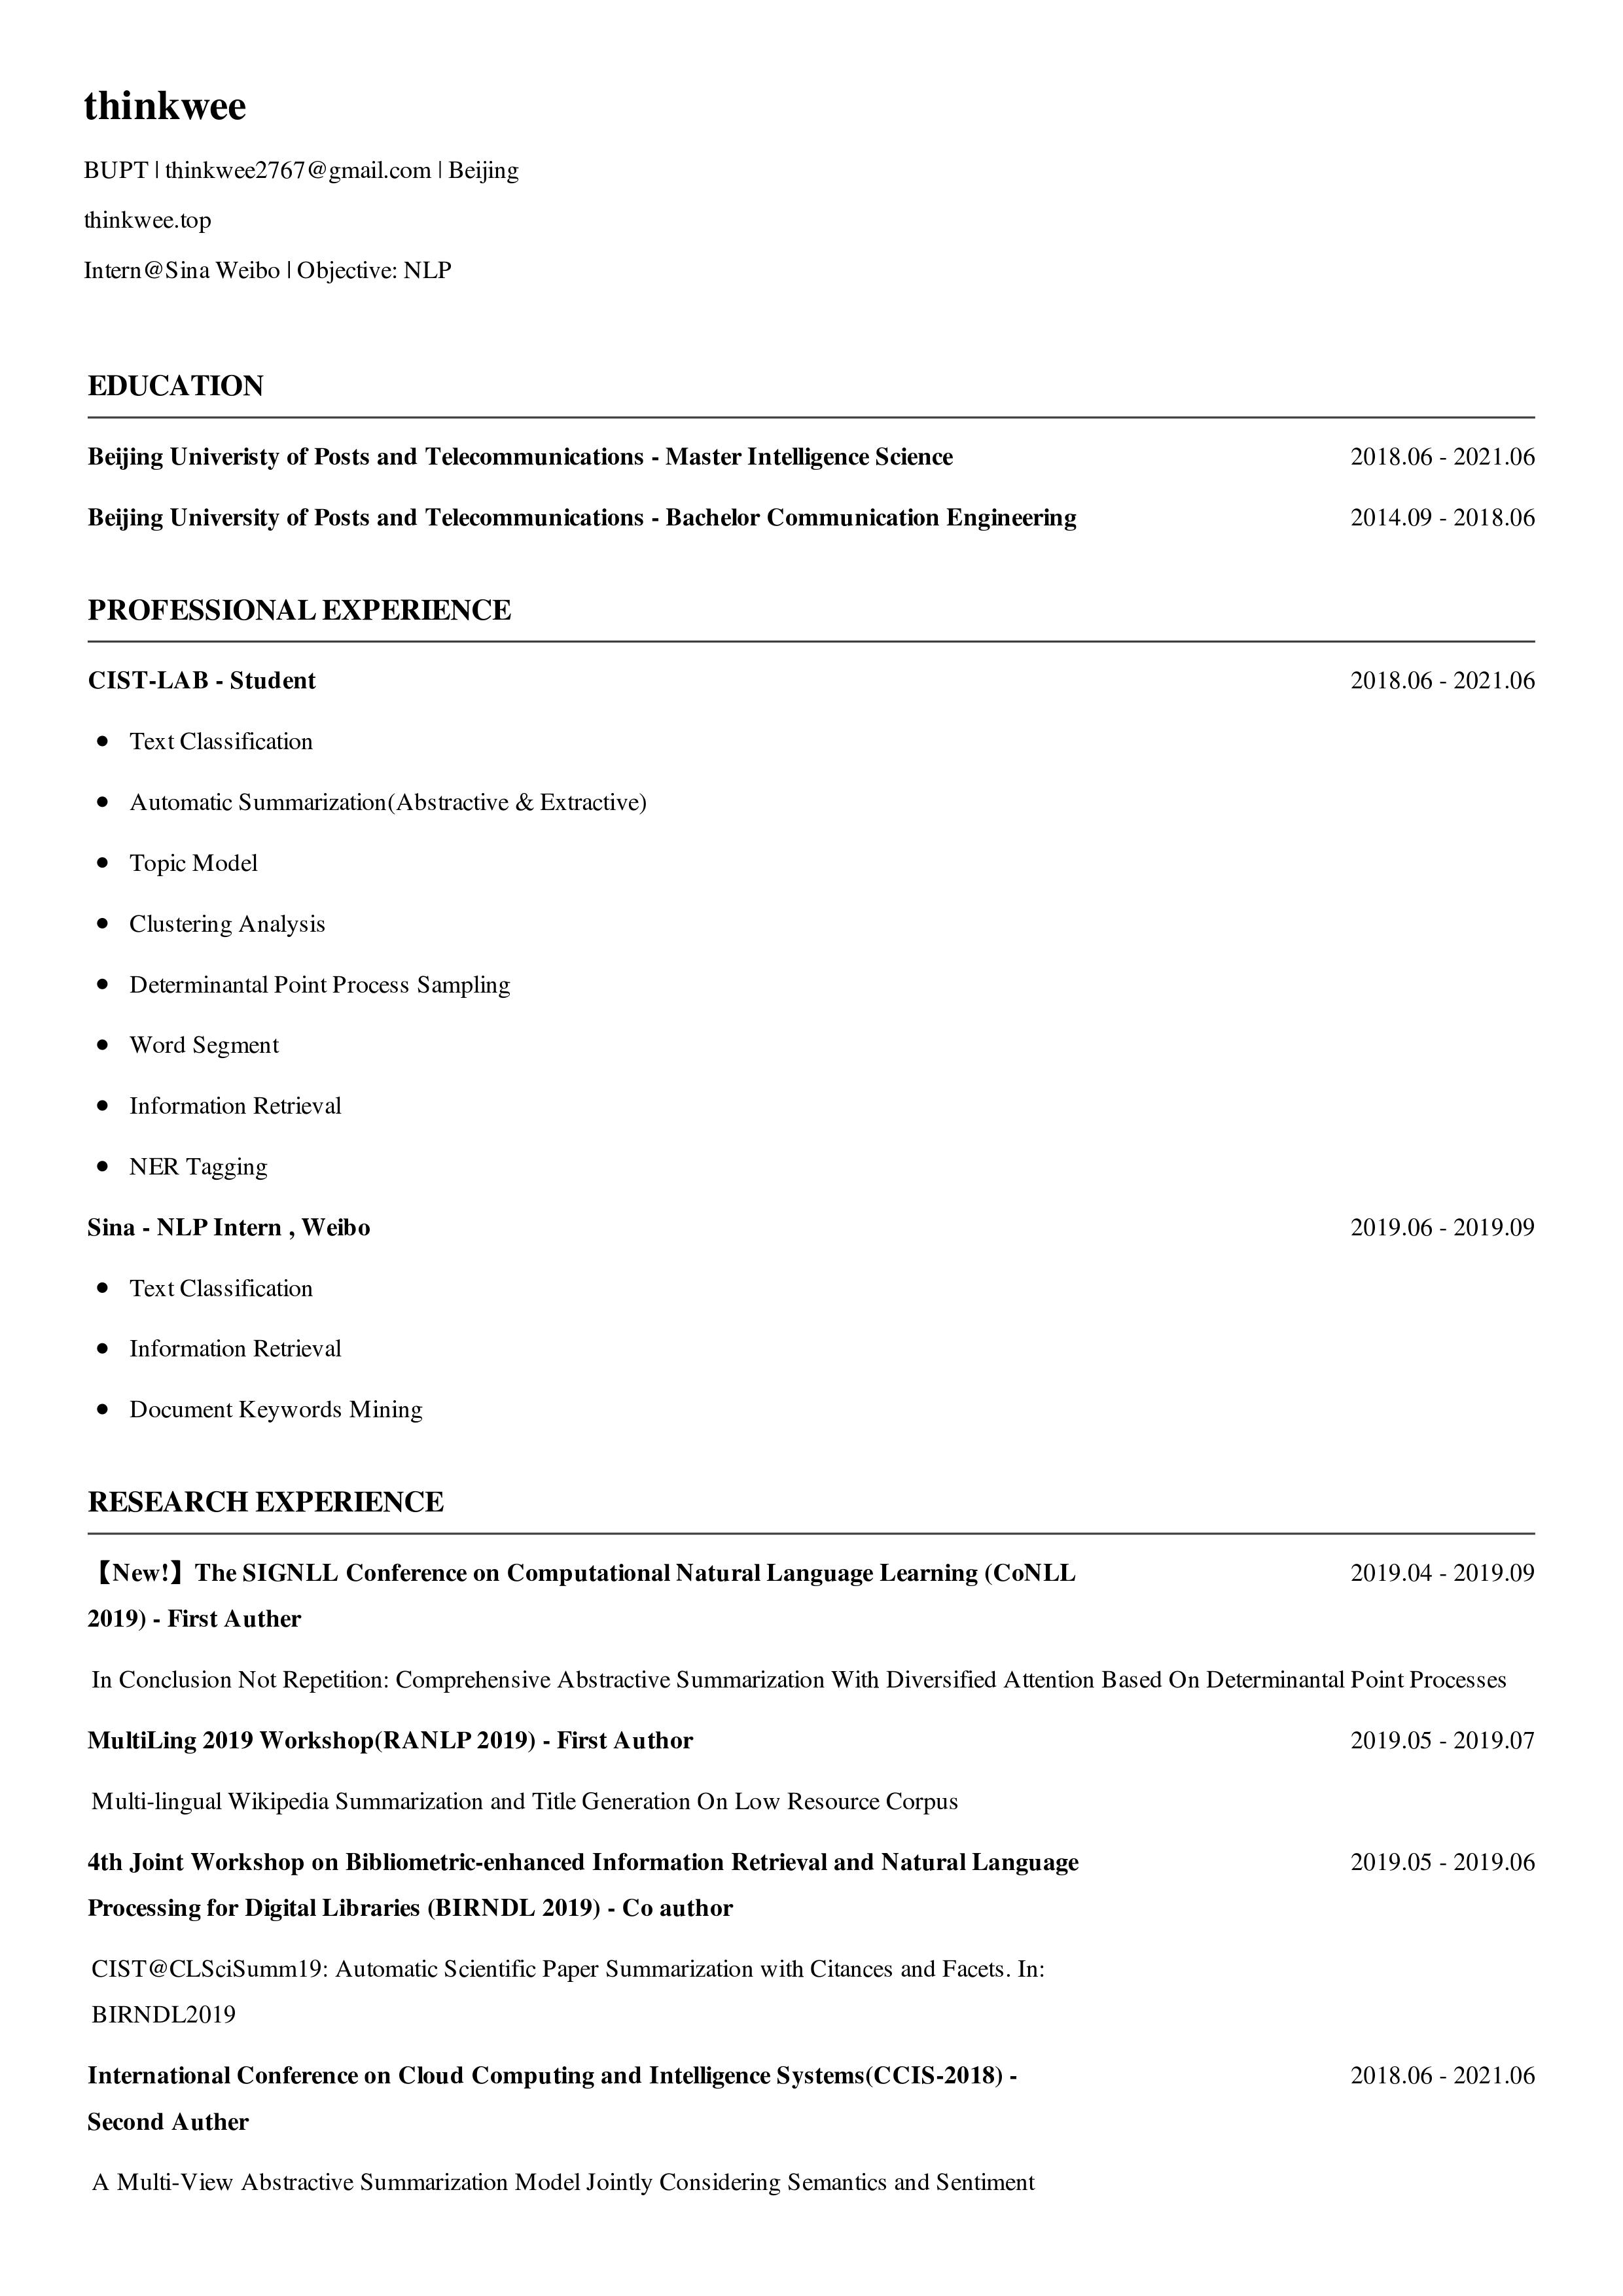 thinkwee
BUPT | thinkwee2767@gmail.com | Beijing
thinkwee.top
Intern@Sina Weibo | Objective: NLP
EDUCATION
Beijing Univeristy of Posts and Telecommunications - Master Intelligence Science 2018.06 - 2021.06
Beijing University of Posts and Telecommunications - Bachelor Communication Engineering 2014.09 - 2018.06
PROFESSIONAL EXPERIENCE
CIST-LAB - Student 2018.06 - 2021.06
● Text Classification
● Automatic Summarization(Abstractive & Extractive)
● Topic Model
● Clustering Analysis
● Determinantal Point Process Sampling
● Word Segment
● Information Retrieval
● NER Tagging
Sina - NLP Intern , Weibo 2019.06 - 2019.09
● Text Classification
● Information Retrieval
● Document Keywords Mining
RESEARCH EXPERIENCE
【New!】The SIGNLL Conference on Computational Natural Language Learning (CoNLL 2019.04 - 2019.09
2019) - First Auther
In Conclusion Not Repetition: Comprehensive Abstractive Summarization With Diversified Attention Based On Determinantal Point Processes
MultiLing 2019 Workshop(RANLP 2019) - First Author 2019.05 - 2019.07
Multi-lingual Wikipedia Summarization and Title Generation On Low Resource Corpus
4th Joint Workshop on Bibliometric-enhanced Information Retrieval and Natural Language 2019.05 - 2019.06
Processing for Digital Libraries (BIRNDL 2019) - Co author
CIST@CLSciSumm19: Automatic Scientific Paper Summarization with Citances and Facets. In:
BIRNDL2019
International Conference on Cloud Computing and Intelligence Systems(CCIS-2018) - 2018.06 - 2021.06
Second Auther
A Multi-View Abstractive Summarization Model Jointly Considering Semantics and Sentiment